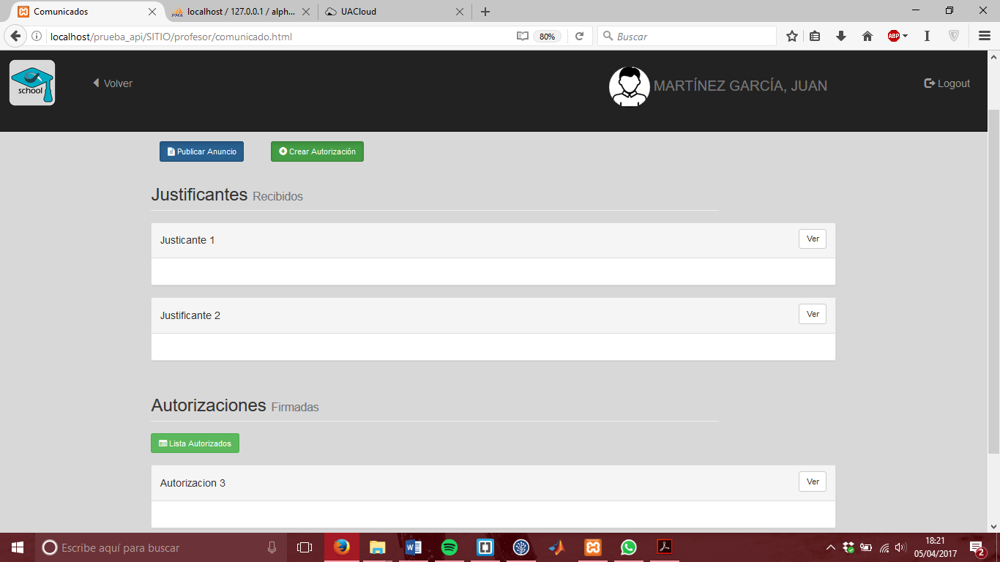 Comunicados
PMA localhost / 127.0.0.1 / alph...
UACloud
localhost/prueba_api/SITIO/profesor/comunicado.html
80%
Buscar
ABP
school
Volver
MARTÍNEZ GARCÍA, JUAN
Logout
Publicar Anuncio
Crear Autorización
Justificantes Recibidos
Justicante 1
Ver
Justificante 2
Ver
Autorizaciones Firmadas
Lista Autorizados
Autorizacion 3
Ver
Escribe aquí para buscar
18:21
05/04/2017
2